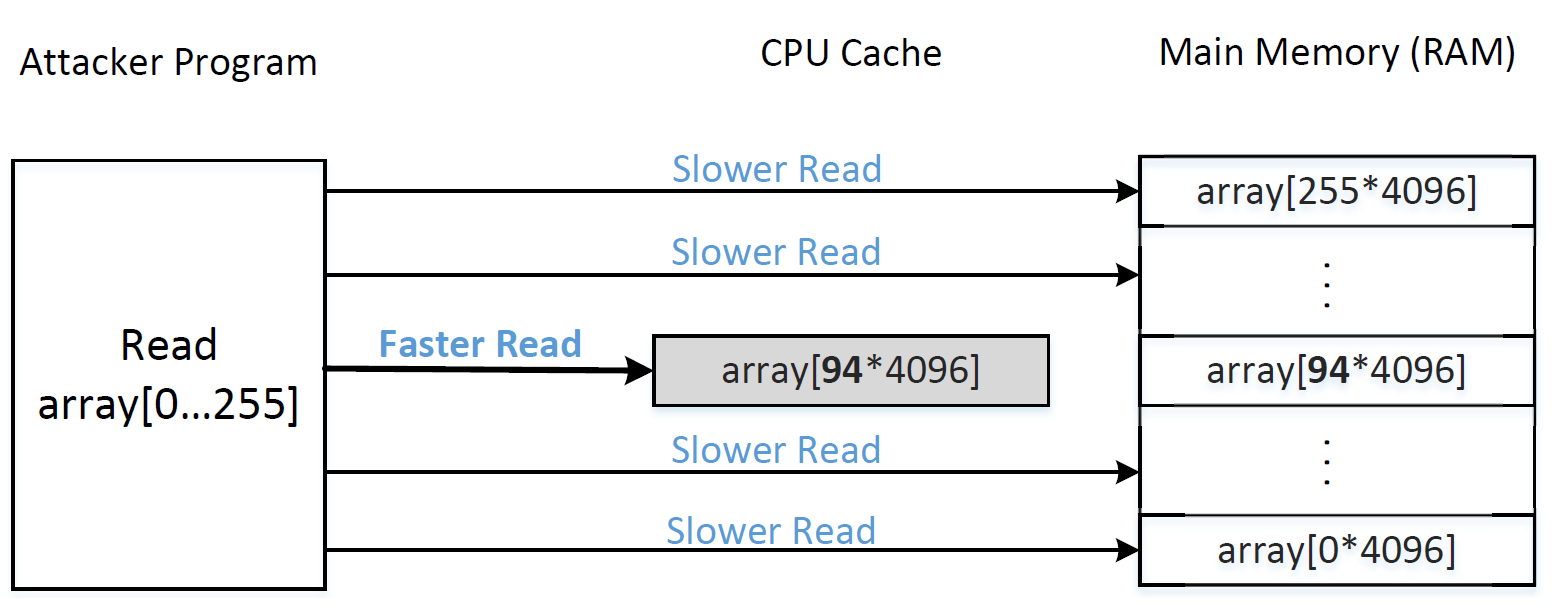 Attacker Program
CPU Cache
Main Memory (RAM)
Slower Read
array[255*4096]
Slower Read
⋮
Read
array[0...255]
Faster Read
array[94*4096]
array[94*4096]
Slower Read
⋮
Slower Read
array[0*4096]